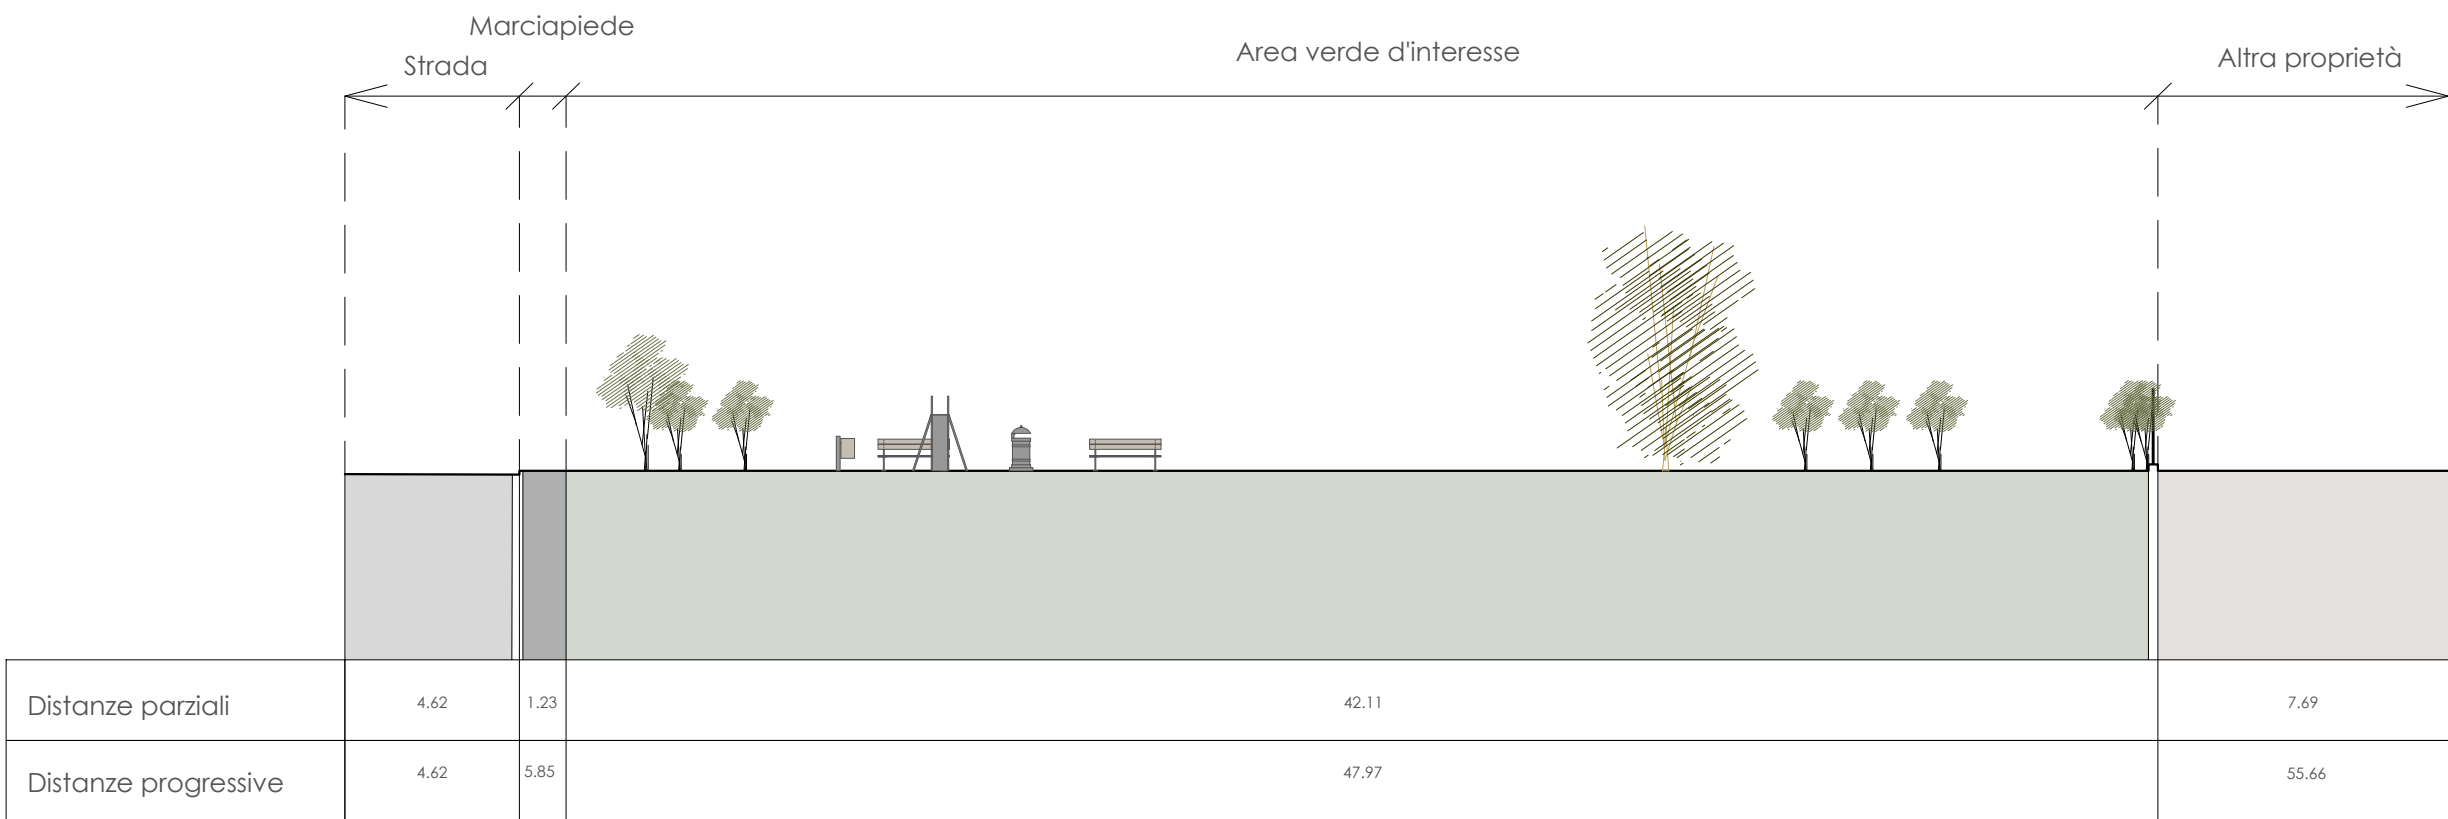 Marciapiede
Strada
Area verde d'interesse
Altra proprietà
Distanze parziali 4.62 1.23 42.11 7.69
Distanze progressive 4.62 5.85 47.97 55.66